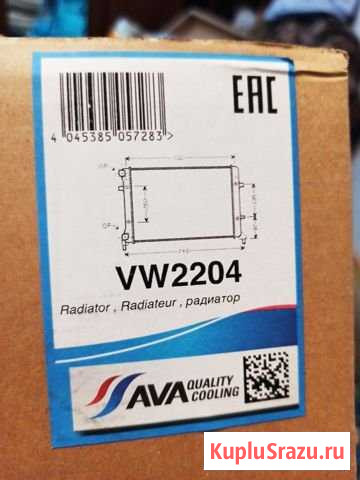 4 045385 057283 >
EAC
VW2204
Radiator , Radiateur , радиатор
AVA QUALITY
COOLING
KupluSrazu.ru